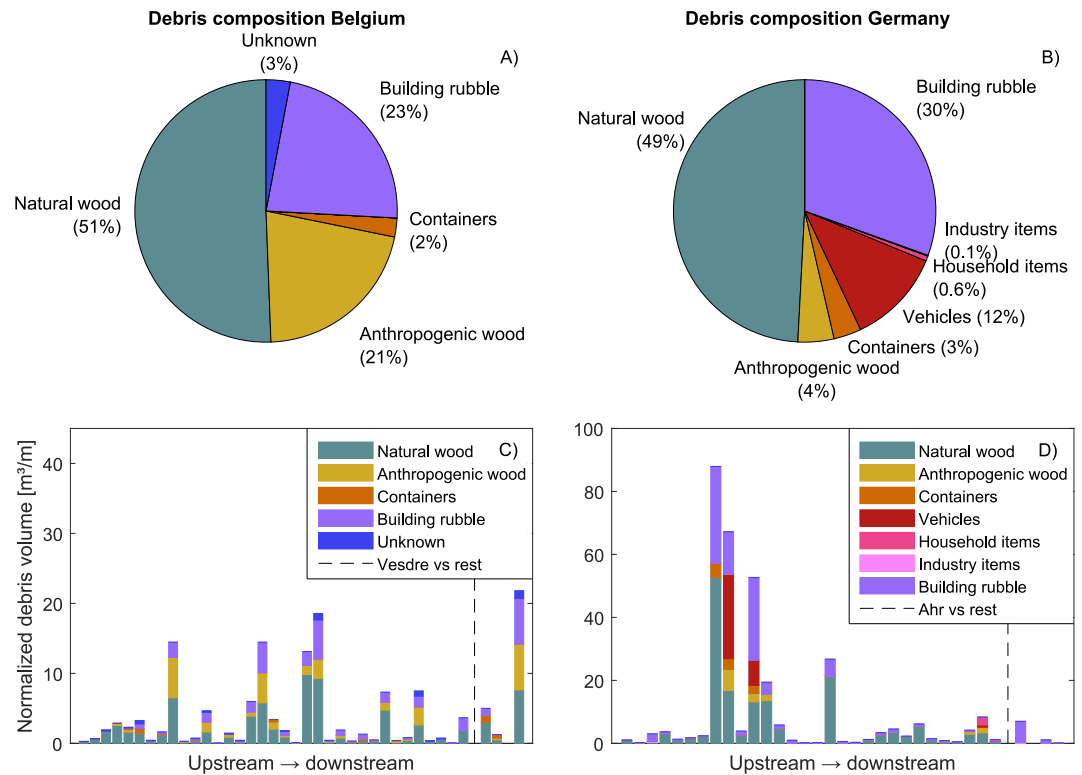 Debris composition Belgium
Unknown
(3%)
A)
Building rubble
(23%)
Natural wood
(51%)
Containers
(2%)
Anthropogenic wood
(21%)
Debris composition Germany
B)
Building rubble
(30%)
Natural wood
(49%)
Industry items
(0.1%)
Household items
(0.6%)
Vehicles (12%)
Containers (3%)
Anthropogenic wood
(4%)
Normalized debris volume [m³/m]
40
30
20
10
0
C)
Natural wood
Anthropogenic wood
Containers
Building rubble
Unknown
Vesdre vs rest
Upstream → downstream
100
80
60
40
20
0
D)
Natural wood
Anthropogenic wood
Containers
Vehicles
Household items
Industry items
Building rubble
Ahr vs rest
Upstream → downstream